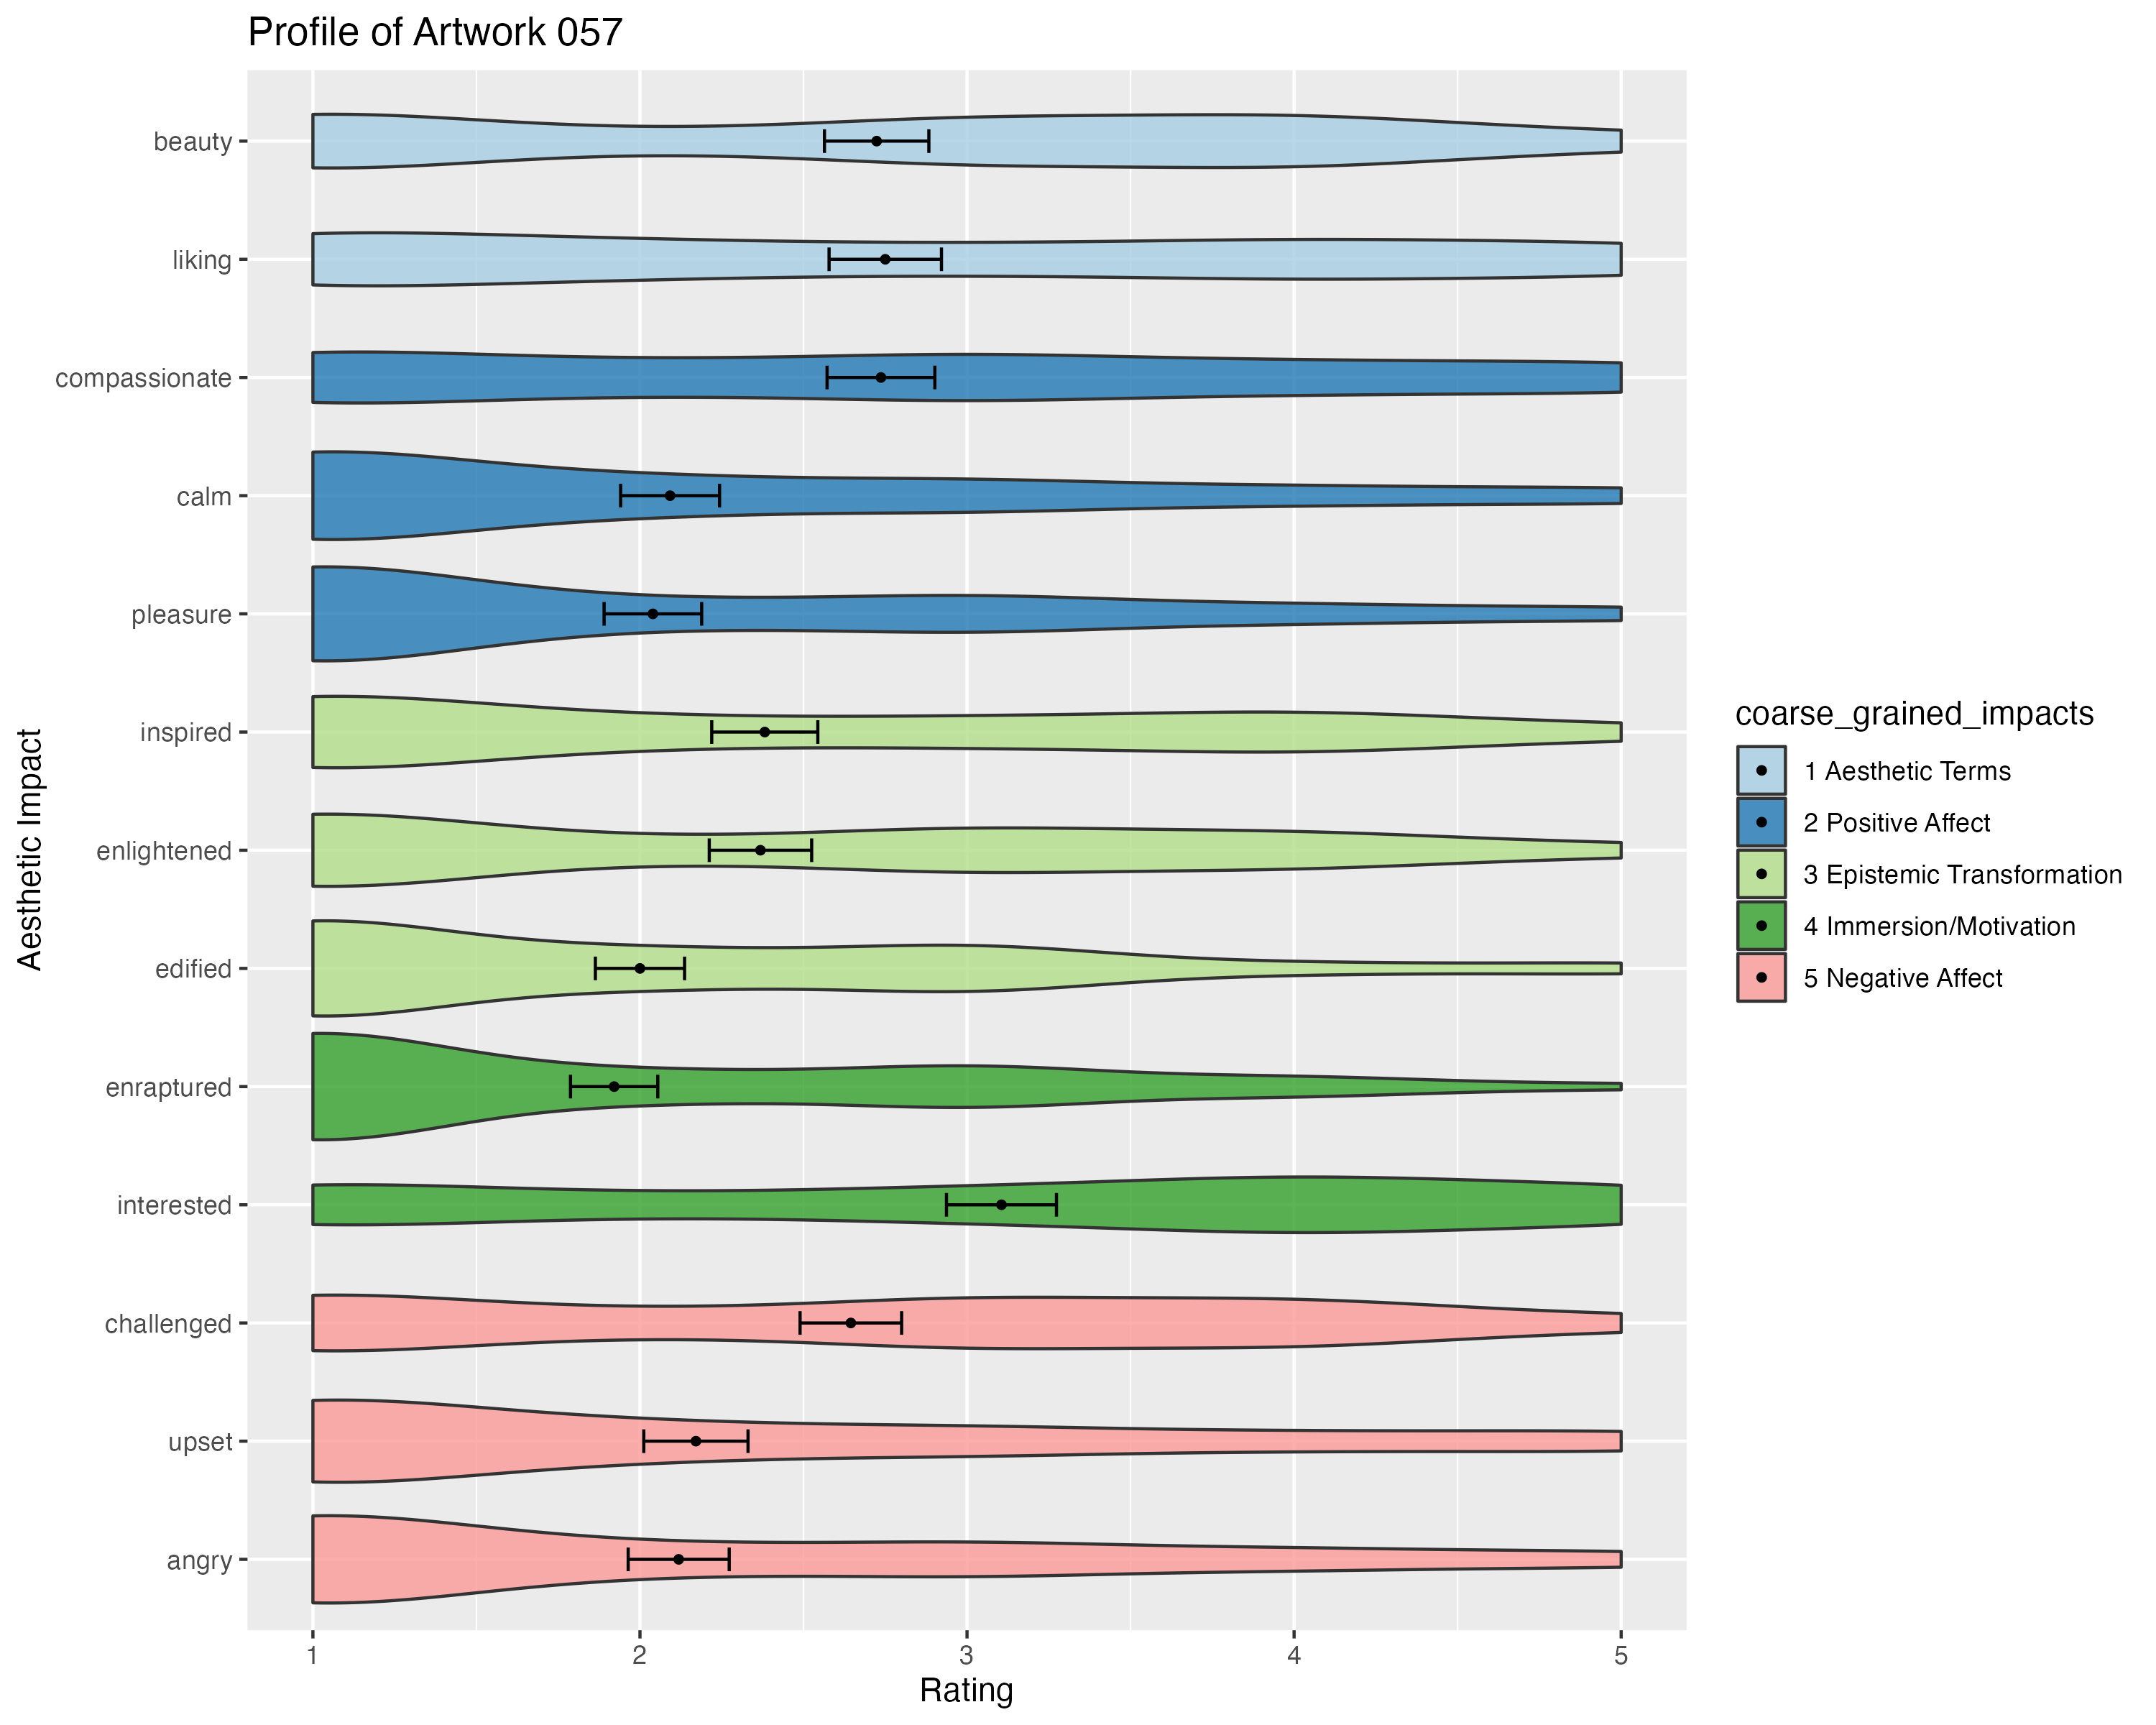 Profile of Artwork 057
Aesthetic Impact
beauty
liking
compassionate
calm
pleasure
inspired
enlightened
edified
enraptured
interested
challenged
upset
angry
1 2 3 4 5
Rating
coarse_grained_impacts
1 Aesthetic Terms
2 Positive Affect
3 Epistemic Transformation
4 Immersion/Motivation
5 Negative Affect